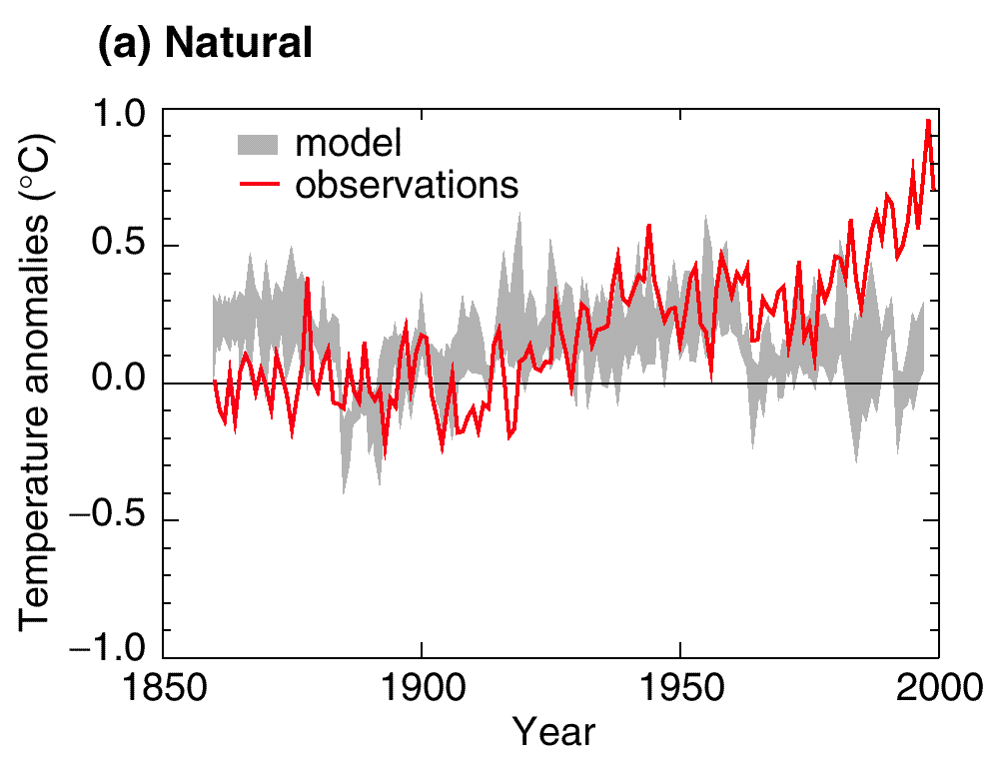 (a) Natural
1.0
model
observations
0.5
0.0
−0.5
−1.0
Temperature anomalies (°C)
1850 1900 1950 2000
Year